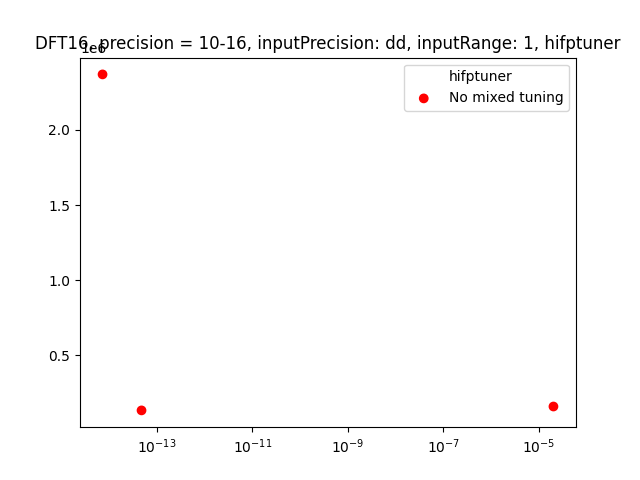 DFT16, precision = 10-16, inputPrecision: dd, inputRange: 1, hifptuner
1e6
hifptuner
No mixed tuning
2.0
1.5
1.0
0.5
10⁻¹³ 10⁻¹¹ 10⁻⁹ 10⁻⁷ 10⁻⁵